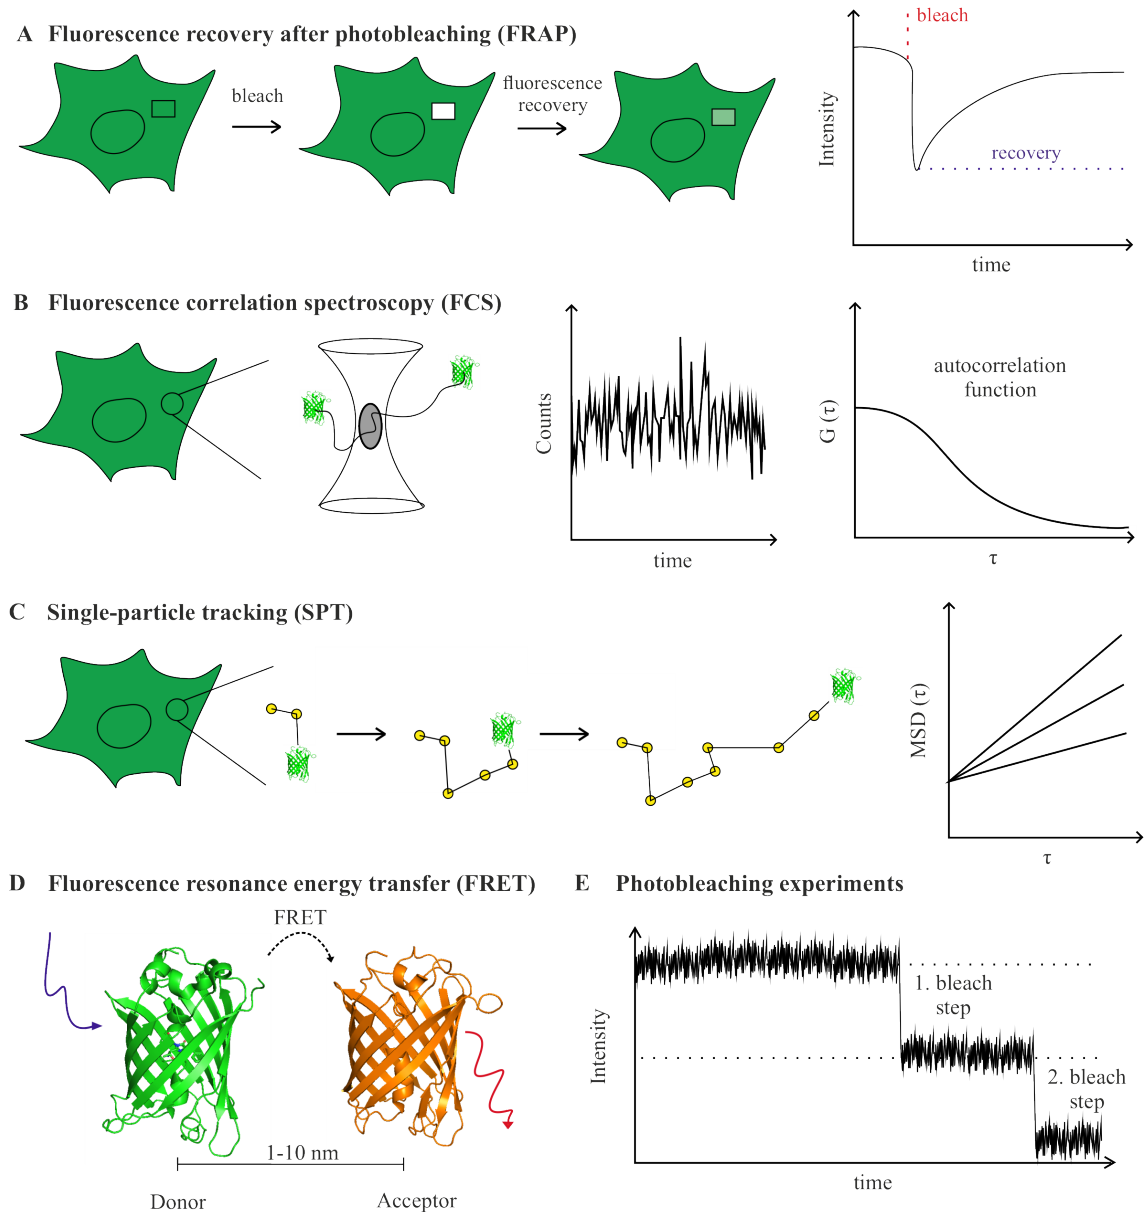 A Fluorescence recovery after photobleaching (FRAP)
bleach
fluorescence
recovery
bleach
Intensity
recovery
time
B Fluorescence correlation spectroscopy (FCS)
Counts
time
autocorrelation
function
G (τ)
τ
C Single-particle tracking (SPT)
MSD (τ)
τ
D Fluorescence resonance energy transfer (FRET)
FRET
1-10 nm
Donor
Acceptor
E Photobleaching experiments
Intensity
1. bleach
step
2. bleach
step
time